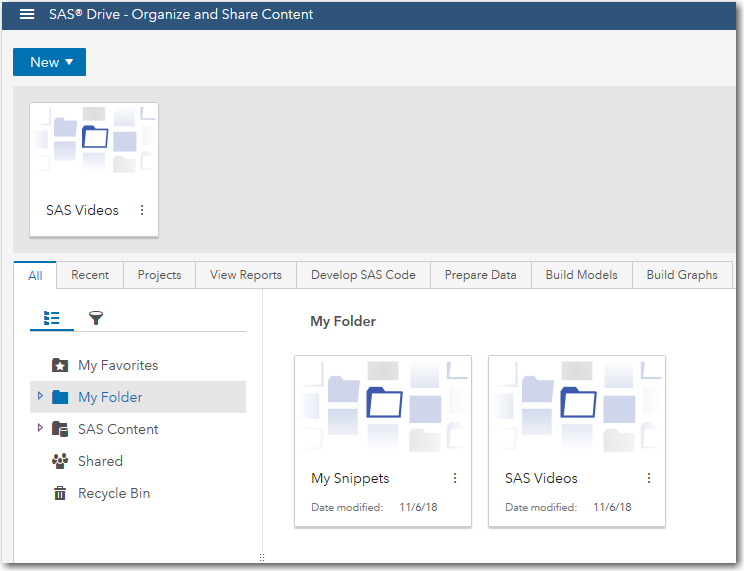 SAS® Drive - Organize and Share Content
New
SAS Videos
All Recent Projects View Reports Develop SAS Code Prepare Data Build Models Build Graphs
My Favorites
My Folder
SAS Content
Shared
Recycle Bin
My Folder
My Snippets
Date modified: 11/6/18
SAS Videos
Date modified: 11/6/18